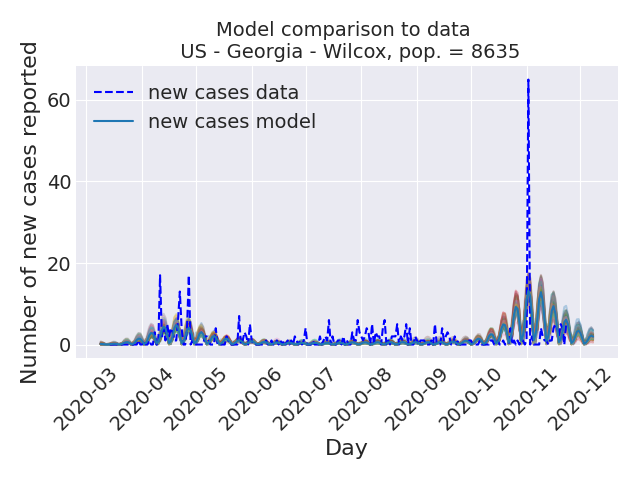 Model comparison to data
US - Georgia - Wilcox, pop. = 8635
Number of new cases reported
60
40
20
0
new cases data
new cases model
2020-03
2020-04
2020-05
2020-06
2020-07
2020-08
2020-09
2020-10
2020-11
2020-12
Day